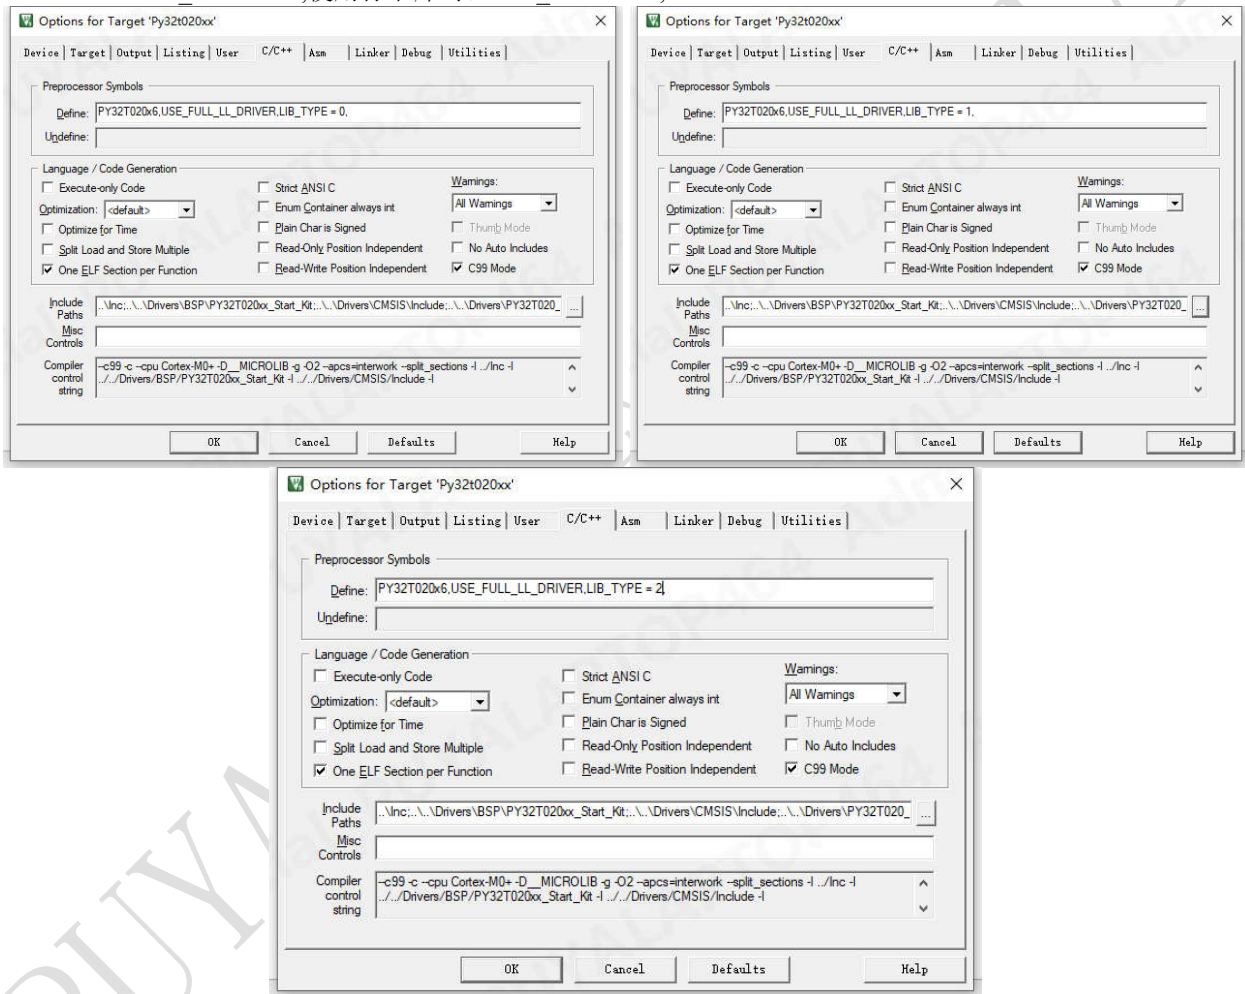 Options for Target 'Py32t020xx'
Device Target Output Listing User C/C++ Asm Linker Debug Utilities
Preprocessor Symbols
Define: PY32T020x6,USE_FULL_LL_DRIVER,LIB_TYPE = 0,
Undefine:
Language / Code Generation
Execute-only Code Strict ANSI C Warnings:
Optimization: <default> Enum Container always int All Warnings
Optimize for Time Plain Char is Signed Thumb Mode
Split Load and Store Multiple Read-Only Position Independent No Auto Includes
One ELF Section per Function Read-Write Position Independent C99 Mode
Include Paths ..\Inc;..\..\Drivers\BSP\PY32T020xx_Start_Kit;..\..\Drivers\CMSIS\Include;..\..\Drivers\PY32T020_ ...
Misc Controls
Compiler control string --c99 -c --cpu Cortex-M0+ -D__MICROLIB -g -O2 --apcs=interwork --split_sections -I ../Inc -I
../../Drivers/BSP/PY32T020xx_Start_Kit -I ../../Drivers/CMSIS/Include -I
OK Cancel Defaults Help
Options for Target 'Py32t020xx'
Device Target Output Listing User C/C++ Asm Linker Debug Utilities
Preprocessor Symbols
Define: PY32T020x6,USE_FULL_LL_DRIVER,LIB_TYPE = 1,
Undefine:
Language / Code Generation
Execute-only Code Strict ANSI C Warnings:
Optimization: <default> Enum Container always int All Warnings
Optimize for Time Plain Char is Signed Thumb Mode
Split Load and Store Multiple Read-Only Position Independent No Auto Includes
One ELF Section per Function Read-Write Position Independent C99 Mode
Include Paths ..\Inc;..\..\Drivers\BSP\PY32T020xx_Start_Kit;..\..\Drivers\CMSIS\Include;..\..\Drivers\PY32T020_ ...
Misc Controls
Compiler control string --c99 -c --cpu Cortex-M0+ -D__MICROLIB -g -O2 --apcs=interwork --split_sections -I ../Inc -I
../../Drivers/BSP/PY32T020xx_Start_Kit -I ../../Drivers/CMSIS/Include -I
OK Cancel Defaults Help
Options for Target 'Py32t020xx'
Device Target Output Listing User C/C++ Asm Linker Debug Utilities
Preprocessor Symbols
Define: PY32T020x6,USE_FULL_LL_DRIVER,LIB_TYPE = 2
Undefine:
Language / Code Generation
Execute-only Code Strict ANSI C Warnings:
Optimization: <default> Enum Container always int All Warnings
Optimize for Time Plain Char is Signed Thumb Mode
Split Load and Store Multiple Read-Only Position Independent No Auto Includes
One ELF Section per Function Read-Write Position Independent C99 Mode
Include Paths ..\Inc;..\..\Drivers\BSP\PY32T020xx_Start_Kit;..\..\Drivers\CMSIS\Include;..\..\Drivers\PY32T020_ ...
Misc Controls
Compiler control string --c99 -c --cpu Cortex-M0+ -D__MICROLIB -g -O2 --apcs=interwork --split_sections -I ../Inc -I
../../Drivers/BSP/PY32T020xx_Start_Kit -I ../../Drivers/CMSIS/Include -I
OK Cancel Defaults Help